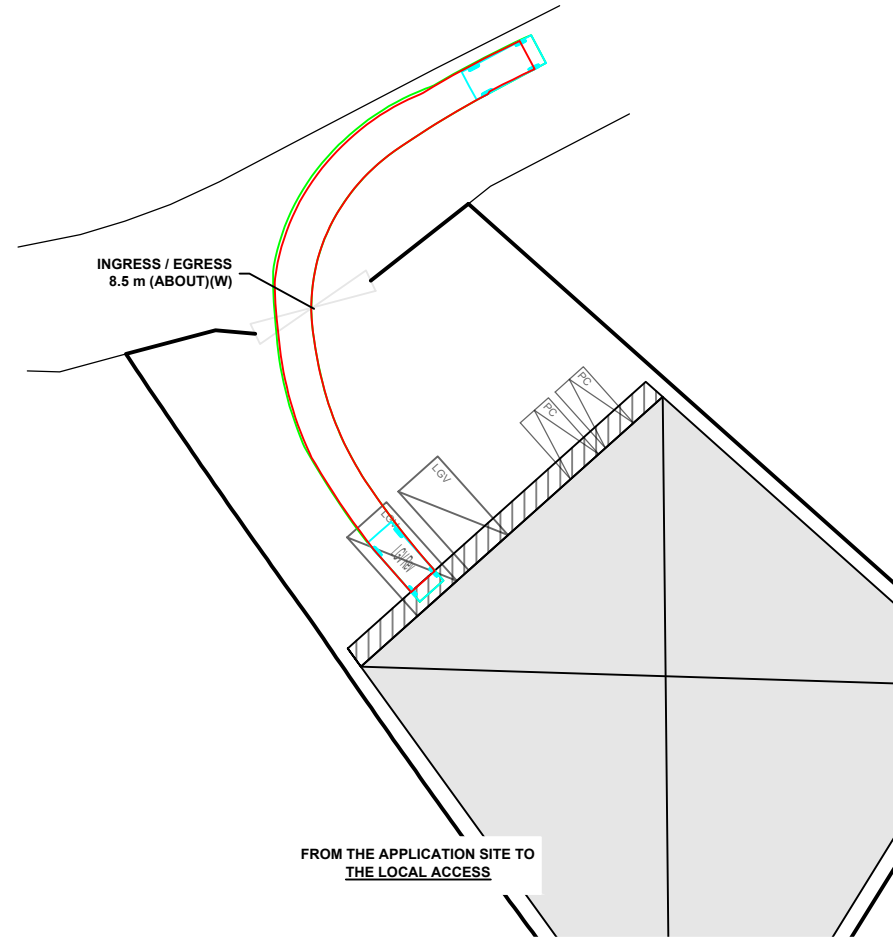 INGRESS / EGRESS
8.5 m (ABOUT)(W)
PC
PC
LGV
FROM THE APPLICATION SITE TO
THE LOCAL ACCESS